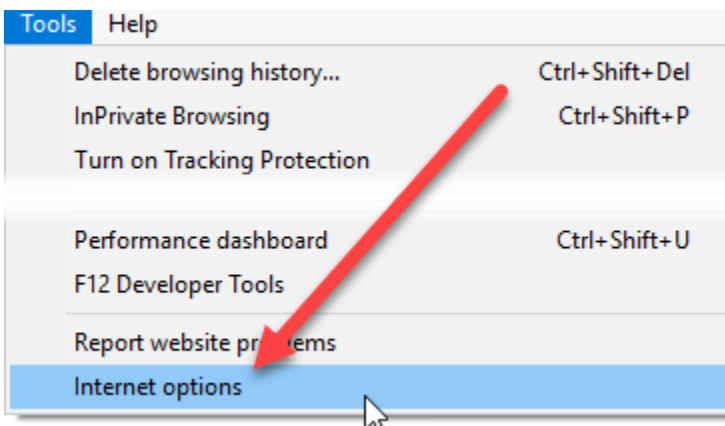 Tools Help
Delete browsing history... Ctrl+Shift+Del
InPrivate Browsing Ctrl+Shift+P
Turn on Tracking Protection
Performance dashboard Ctrl+Shift+U
F12 Developer Tools
Report website problems
Internet options